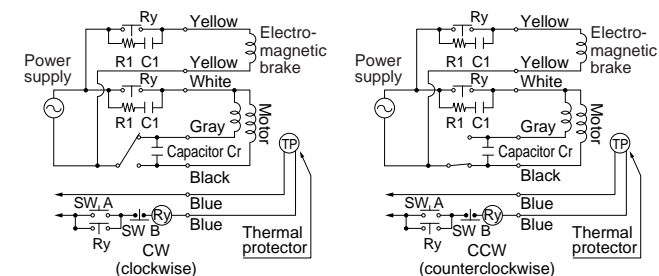 Ry
Yellow
Electro-
magnetic
brake
Power
supply
R1 C1
Yellow
Ry
White
R1 C1
Gray
Motor
TP
Capacitor Cr
Black
SW A
Blue
Ry
Blue
Ry
SW B
Thermal
protector
CW
(clockwise)
Ry
Yellow
Electro-
magnetic
brake
Power
supply
R1 C1
Yellow
Ry
White
R1 C1
Gray
Motor
TP
Capacitor Cr
Black
SW A
Blue
Ry
Blue
Ry
SW B
Thermal
protector
CCW
(counterclockwise)